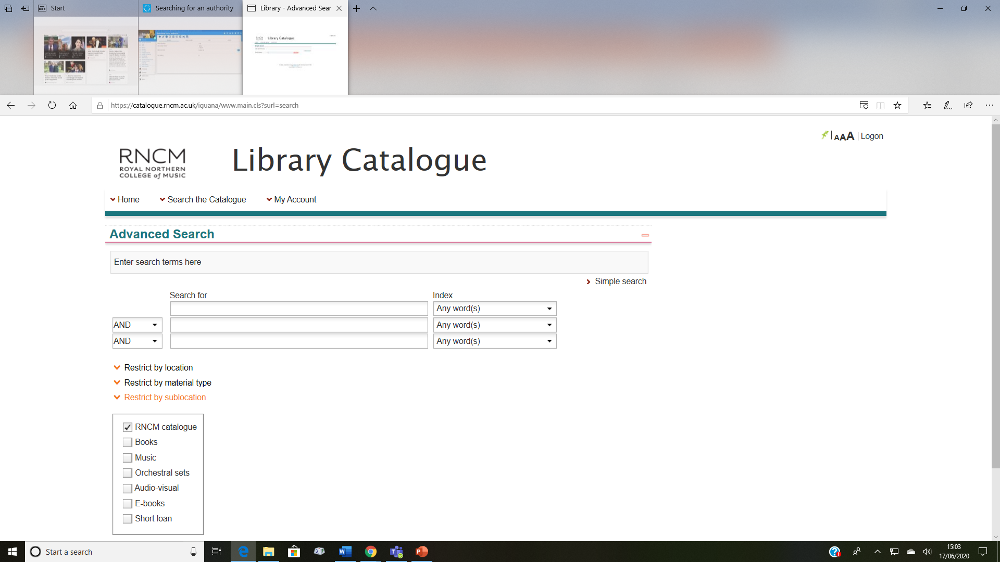 Start
Searching for an authority
Library - Advanced Sear
Library Catalogue
https://catalogue.rncm.ac.uk/iguana/www.main.cls?surl=search
AAA | Logon
RNCM
ROYAL NORTHERN
COLLEGE of MUSIC
Library Catalogue
Home
Search the Catalogue
My Account
Advanced Search
Enter search terms here
Simple search
Search for
Index
Any word(s)
AND
Any word(s)
AND
Any word(s)
Restrict by location
Restrict by material type
Restrict by sublocation
RNCM catalogue
Books
Music
Orchestral sets
Audio-visual
E-books
Short loan
Start a search
15:03
17/06/2020